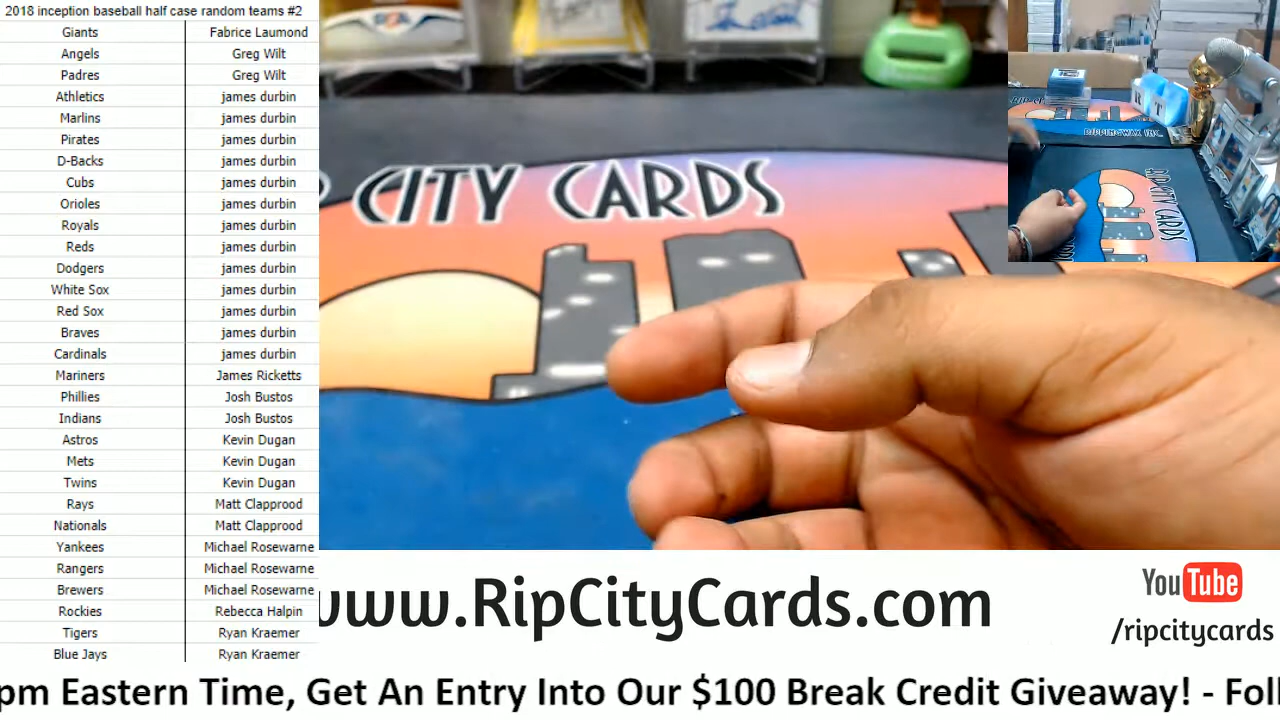 2018 inception baseball half case random teams #2
Giants Fabrice Laumond
Angels Greg Wilt
Padres Greg Wilt
Athletics james durbin
Marlins james durbin
Pirates james durbin
D-Backs james durbin
Cubs james durbin
Orioles james durbin
Royals james durbin
Reds james durbin
Dodgers james durbin
White Sox james durbin
Red Sox james durbin
Braves james durbin
Cardinals james durbin
Mariners James Ricketts
Phillies Josh Bustos
Indians Josh Bustos
Astros Kevin Dugan
Mets Kevin Dugan
Twins Kevin Dugan
Rays Matt Clapprood
Nationals Matt Clapprood
Yankees Michael Rosewarne
Rangers Michael Rosewarne
Brewers Michael Rosewarne
Rockies Rebecca Halpin
Tigers Ryan Kraemer
Blue Jays Ryan Kraemer
CITY CARDS
RIPPINGWAX INC.
RIP CITY CARDS
www.RipCityCards.com
YouTube
/ripcitycards
pm Eastern Time, Get An Entry Into Our $100 Break Credit Giveaway! - Foll